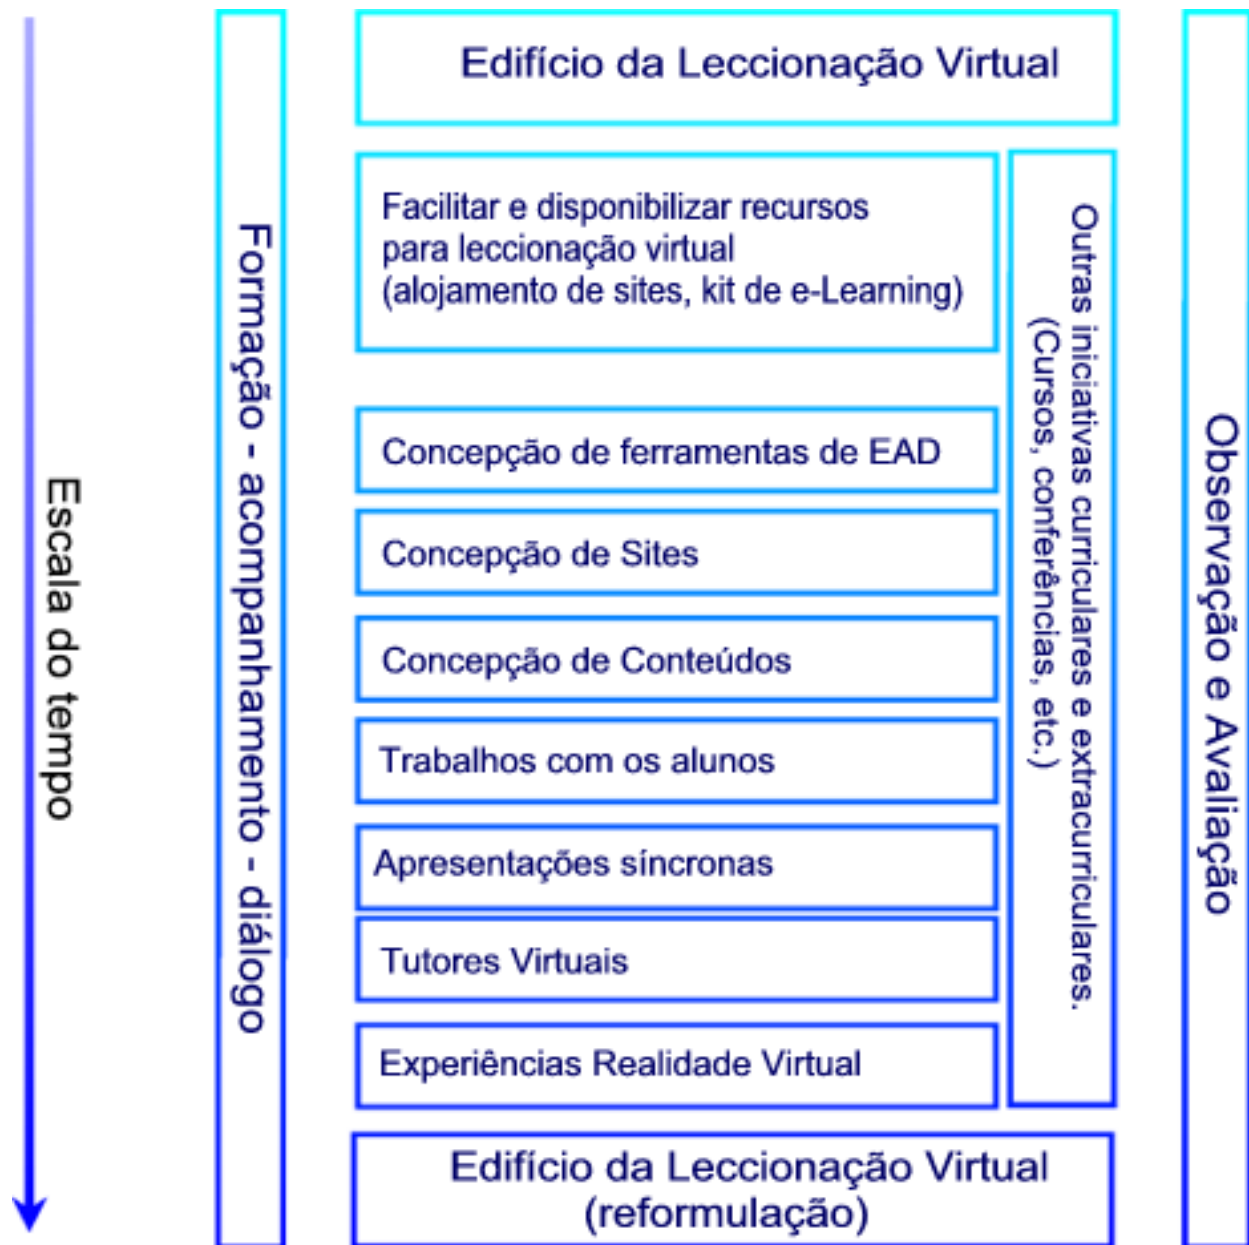 Edifício da Leccionação Virtual
Facilitar e disponibilizar recursos
para leccionação virtual
(alojamento de sites, kit de e-Learning)
Concepção de ferramentas de EAD
Concepção de Sites
Concepção de Conteúdos
Trabalhos com os alunos
Apresentações síncronas
Tutores Virtuais
Experiências Realidade Virtual
Edifício da Leccionação Virtual
(reformulação)
Escala do tempo
Formação - acompanhamento - diálogo
Outras iniciativas curriculares e extracurriculares.
(Cursos, conferências, etc.)
Observação e Avaliação